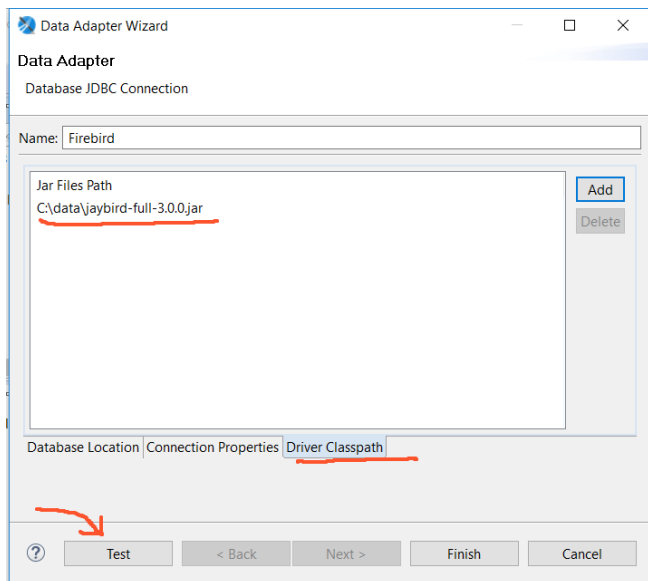 Data Adapter Wizard
Data Adapter
Database JDBC Connection
Name: Firebird
Jar Files Path
C:\data\jaybird-full-3.0.0.jar
Add
Delete
Database Location Connection Properties Driver Classpath
? Test < Back Next > Finish Cancel